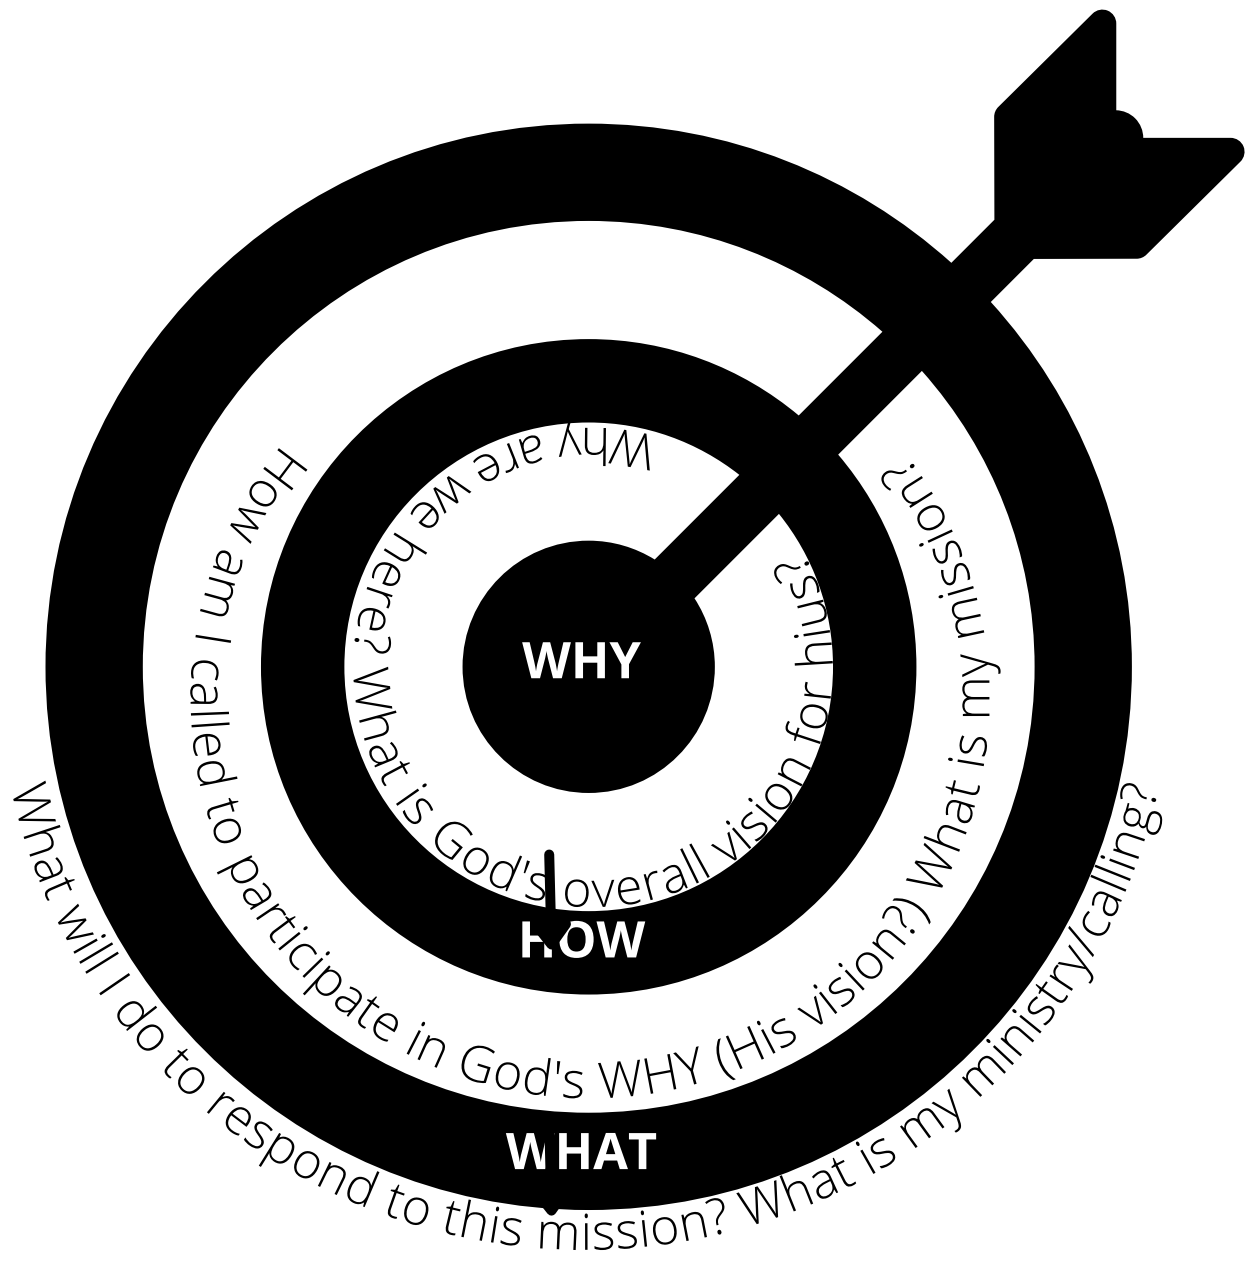 WHY
Why are we here? What is God's overall vision for hius?
HOW
How am I called to participate in God's WHY (His vision?) What is my mission?
WHAT
What will I do to respond to this mission? What is my ministry/calling?